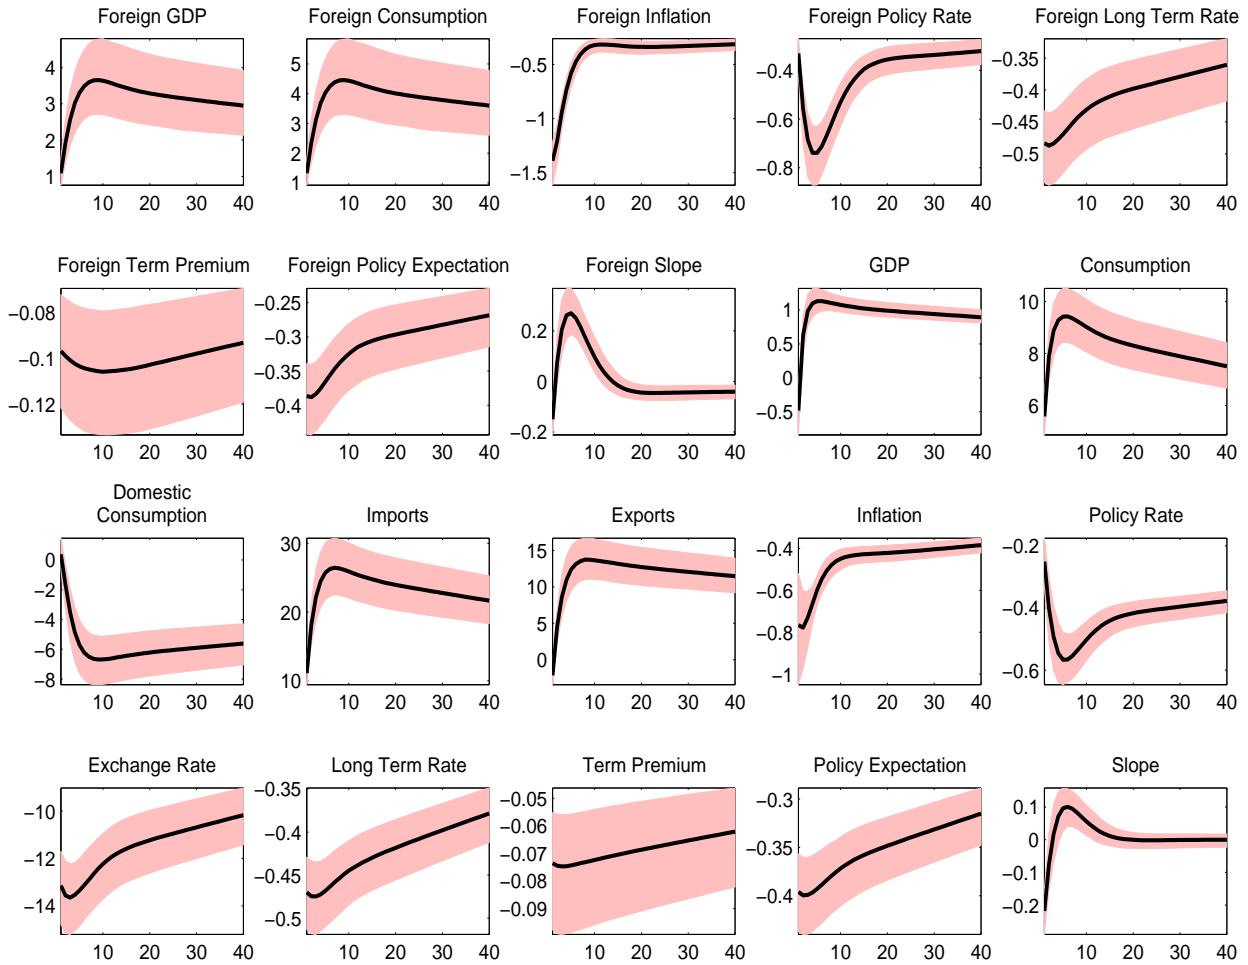 Foreign GDP
4
3
2
1
10 20 30 40
Foreign Consumption
5
4
3
2
1
10 20 30 40
Foreign Inflation
−0.5
−1
−1.5
10 20 30 40
Foreign Policy Rate
−0.4
−0.6
−0.8
10 20 30 40
Foreign Long Term Rate
−0.35
−0.4
−0.45
−0.5
10 20 30 40
Foreign Term Premium
−0.08
−0.1
−0.12
10 20 30 40
Foreign Policy Expectation
−0.25
−0.3
−0.35
−0.4
10 20 30 40
Foreign Slope
0.2
0
−0.2
10 20 30 40
GDP
1
0.5
0
−0.5
10 20 30 40
Consumption
10
8
6
10 20 30 40
Domestic
Consumption
0
−2
−4
−6
−8
10 20 30 40
Imports
30
20
10
10 20 30 40
Exports
15
10
5
0
10 20 30 40
Inflation
−0.4
−0.6
−0.8
−1
10 20 30 40
Policy Rate
−0.2
−0.4
−0.6
10 20 30 40
Exchange Rate
−10
−12
−14
10 20 30 40
Long Term Rate
−0.35
−0.4
−0.45
−0.5
10 20 30 40
Term Premium
−0.05
−0.06
−0.07
−0.08
−0.09
10 20 30 40
Policy Expectation
−0.3
−0.35
−0.4
10 20 30 40
Slope
0.1
0
−0.1
−0.2
10 20 30 40